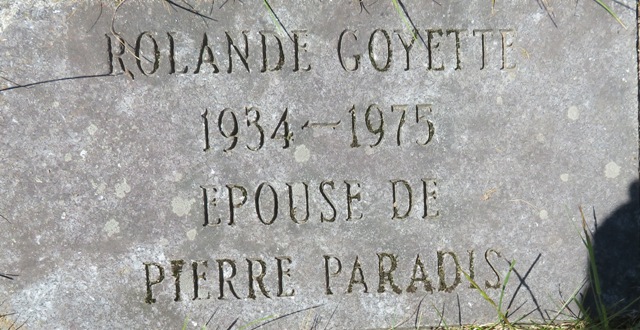 ROLANDE GOYETTE
1934-1975
EPOUSE DE
PIERRE PARADIS